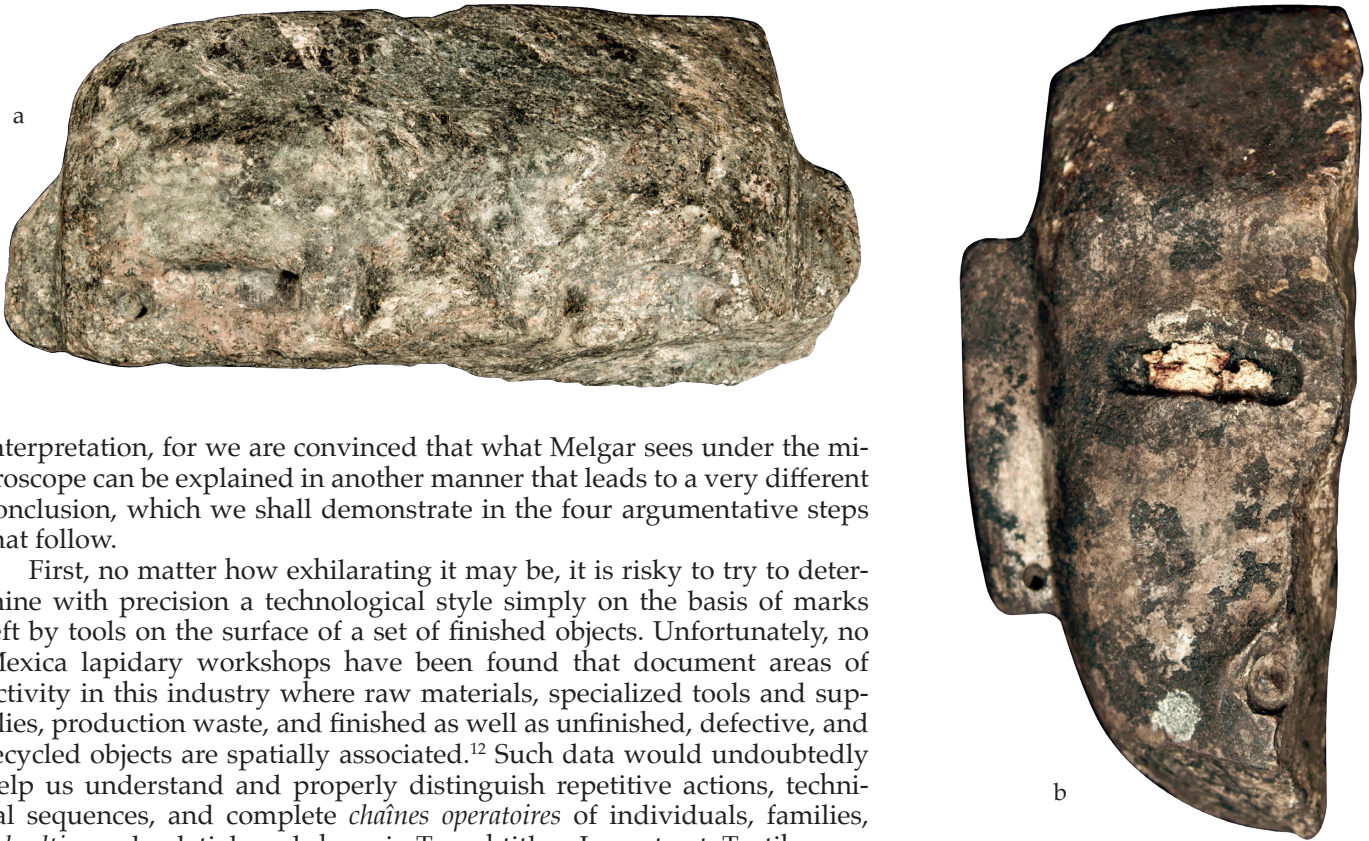 a
nterpretation, for we are convinced that what Melgar sees under the mi-
roscope can be explained in another manner that leads to a very different
onclusion, which we shall demonstrate in the four argumentative steps
hat follow.
First, no matter how exhilarating it may be, it is risky to try to deter-
mine with precision a technological style simply on the basis of marks
eft by tools on the surface of a set of finished objects. Unfortunately, no
Mexica lapidary workshops have been found that document areas of
ctivity in this industry where raw materials, specialized tools and sup-
lies, production waste, and finished as well as unfinished, defective, and
ecycled objects are spatially associated.¹² Such data would undoubtedly
elp us understand and properly distinguish repetitive actions, techni-
al sequences, and complete chaînes operatoires of individuals, families,
b